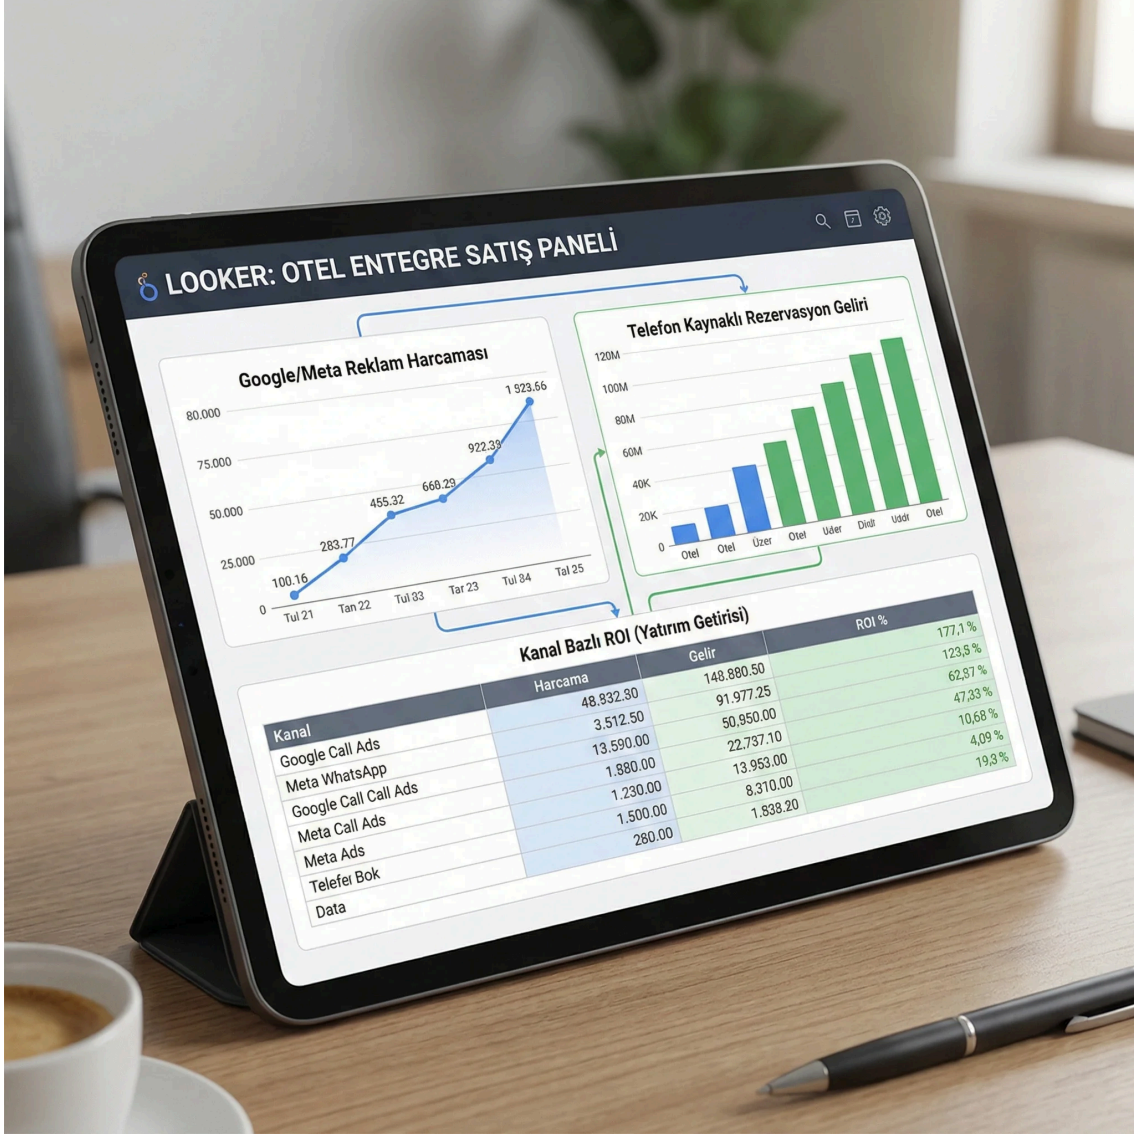 LOOKER: OTEL ENTEGRE SATIŞ PANELİ
Google/Meta Reklam Harcaması
80.000
75.000
50.000
25.000
0
100.16
283.77
455.32
660.29
922.33
1 923.66
Tul 21
Tan 22
Tul 33
Tar 23
Tul 34
Tal 25
Telefon Kaynaklı Rezervasyon Geliri
120M
100M
80M
60M
40K
20K
0
Otel
Otel
Üzer
Otel
Uder
Otel
Kanal Bazlı ROI (Yatırım Getirisi)
Kanal Harcama Gelir ROI %
Google Call Ads 48.832.30 148.880.50 177,1 %
Meta WhatsApp 3.512.50 91.977.25 123,5 %
Google Call Call Ads 13.590.00 50,950.00 62,87 %
Meta Call Ads 1.880.00 22.737.10 47,33 %
Meta Ads 1.230.00 13.953.00 10,68 %
Telefer Bok 1.500.00 8,310.00 4,09 %
Data 280.00 1.838.20 19,3 %